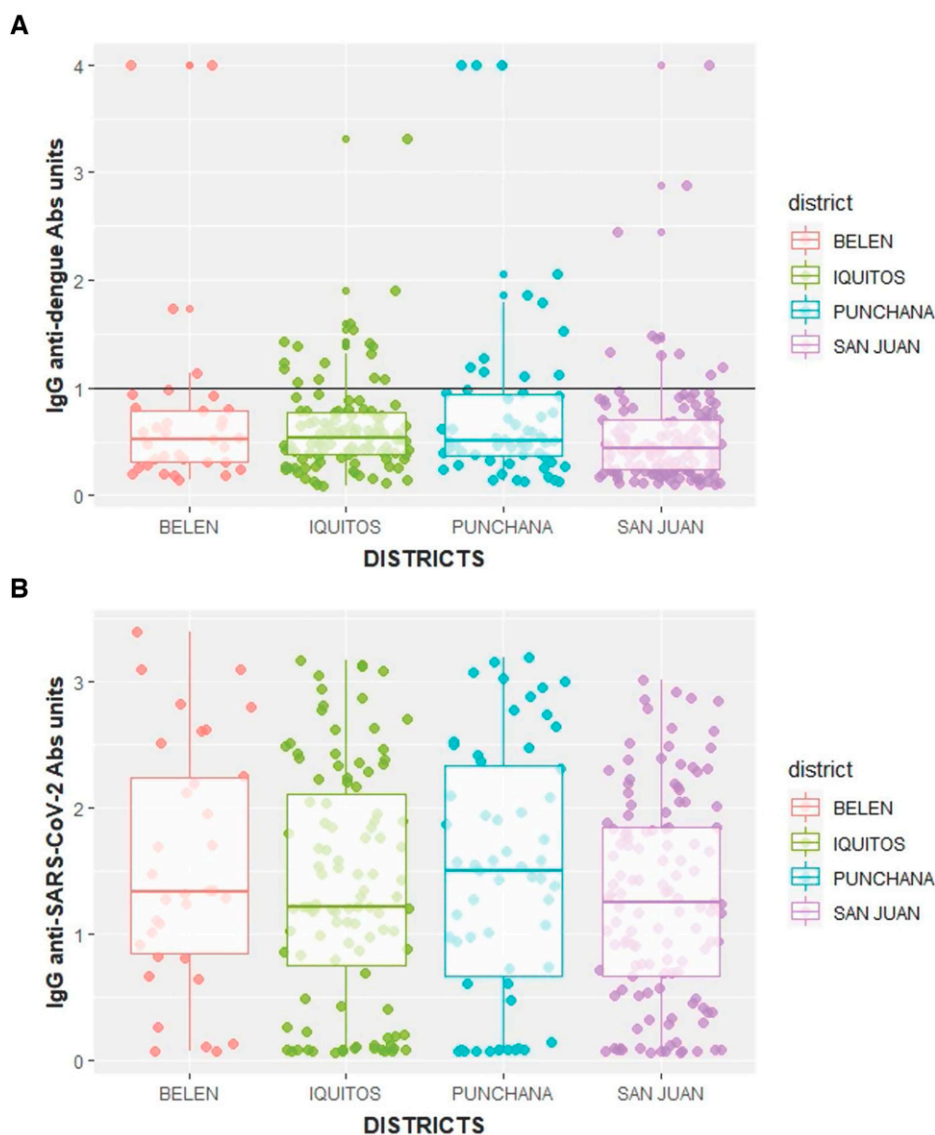 A
IgG anti-dengue Abs units
4
3
2
1
0
BELEN
IQUITOS
PUNCHANA
SAN JUAN
DISTRICTS
district
BELEN
IQUITOS
PUNCHANA
SAN JUAN
B
IgG anti-SARS-CoV-2 Abs units
3
2
1
0
BELEN
IQUITOS
PUNCHANA
SAN JUAN
DISTRICTS
district
BELEN
IQUITOS
PUNCHANA
SAN JUAN